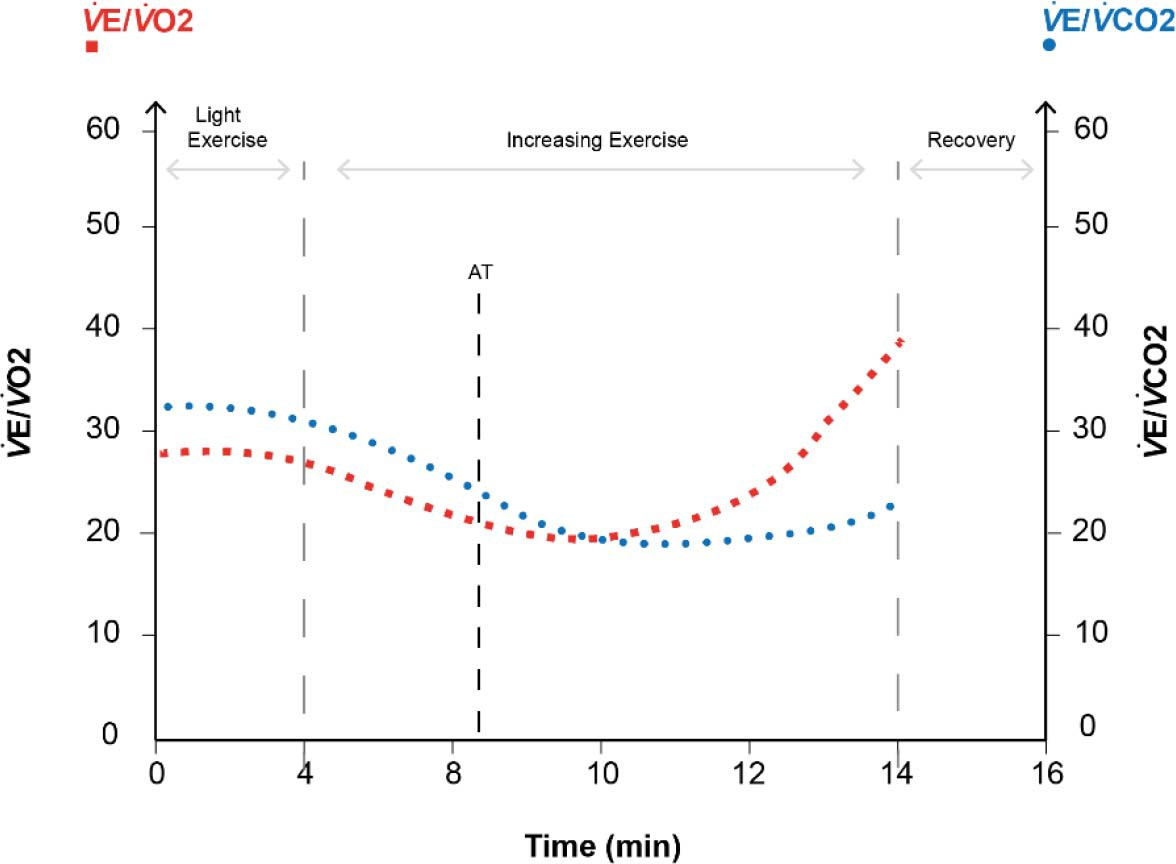 V̇E/V̇O2
V̇E/V̇CO2
Light
Exercise
Increasing Exercise
Recovery
AT
60
50
40
30
20
10
0
60
50
40
30
20
10
0
V̇E/V̇O2
V̇E/V̇CO2
0 4 8 10 12 14 16
Time (min)